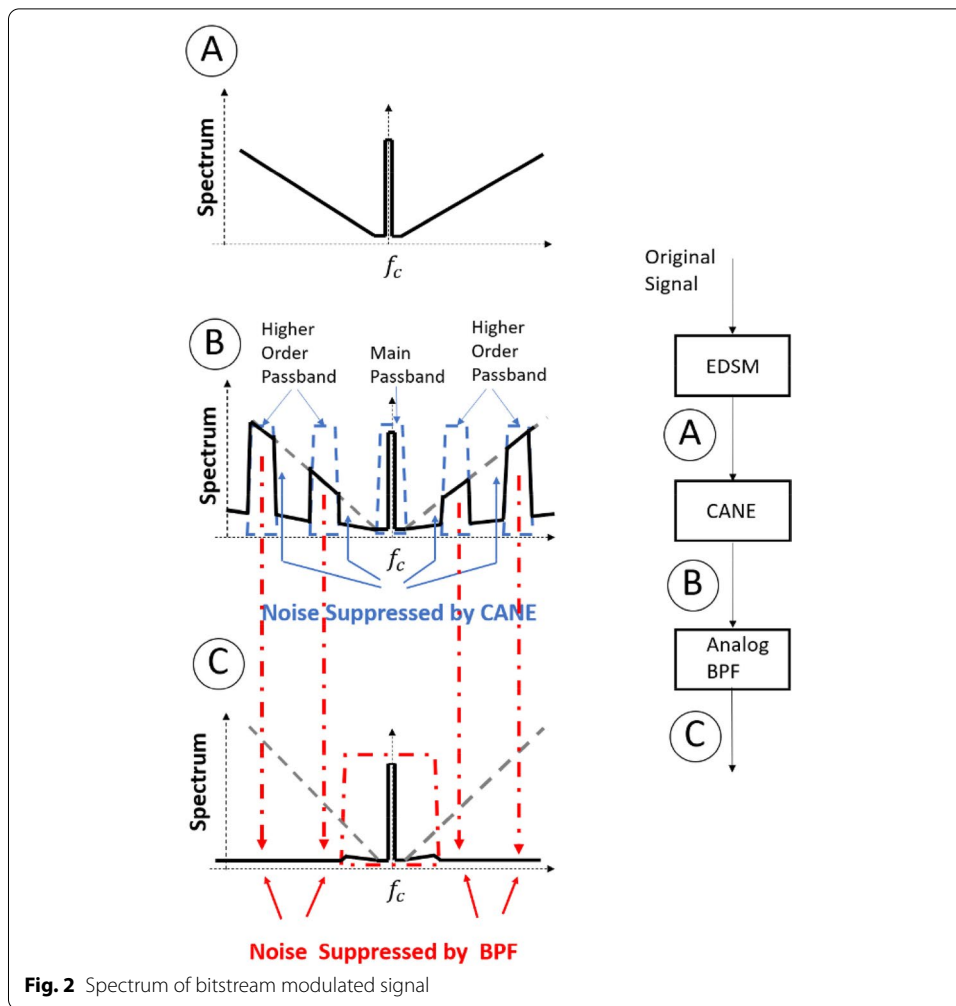 A
Spectrum
f_c
B
Higher
Order
Passband
Main
Passband
Higher
Order
Passband
Spectrum
f_c
Noise Suppressed by CANE
C
Spectrum
f_c
Noise Suppressed by BPF
Original
Signal
EDSM
A
CANE
B
Analog
BPF
C
Fig. 2 Spectrum of bitstream modulated signal